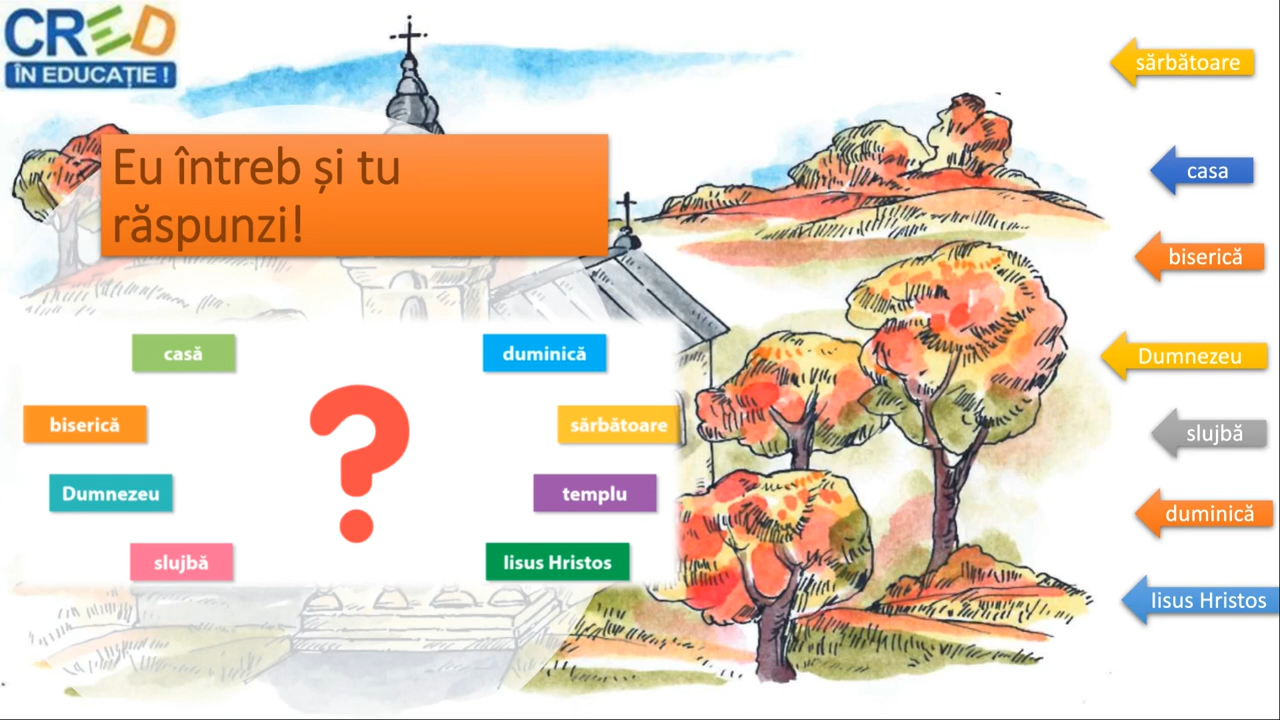 CRED
ÎN EDUCAȚIE !
Eu întreb și tu
răspunzi!
casă
duminică
biserică
sărbătoare
Dumnezeu
templu
slujbă
Iisus Hristos
sărbătoare
casa
biserică
Dumnezeu
slujbă
duminică
Iisus Hristos